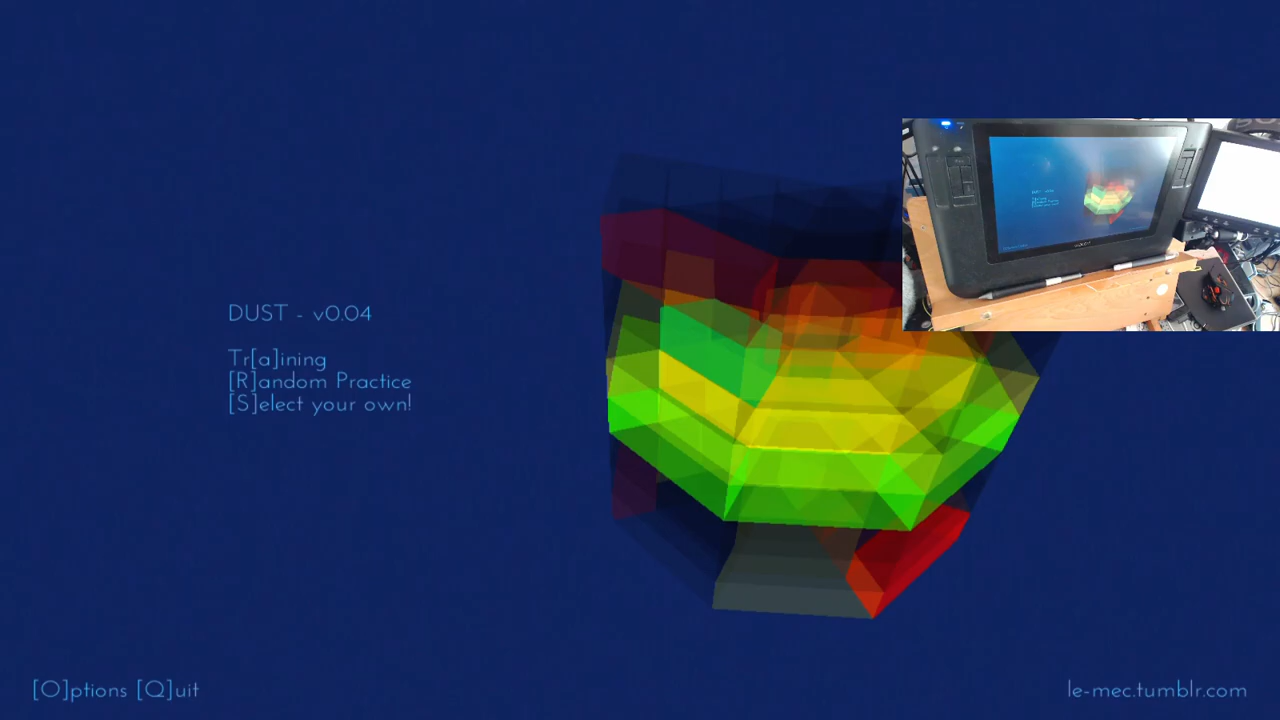 DUST - v0.04
Tr[a]ining
[R]andom Practice
[S]elect your own!
[O]ptions [Q]uit
le-mec.tumblr.com